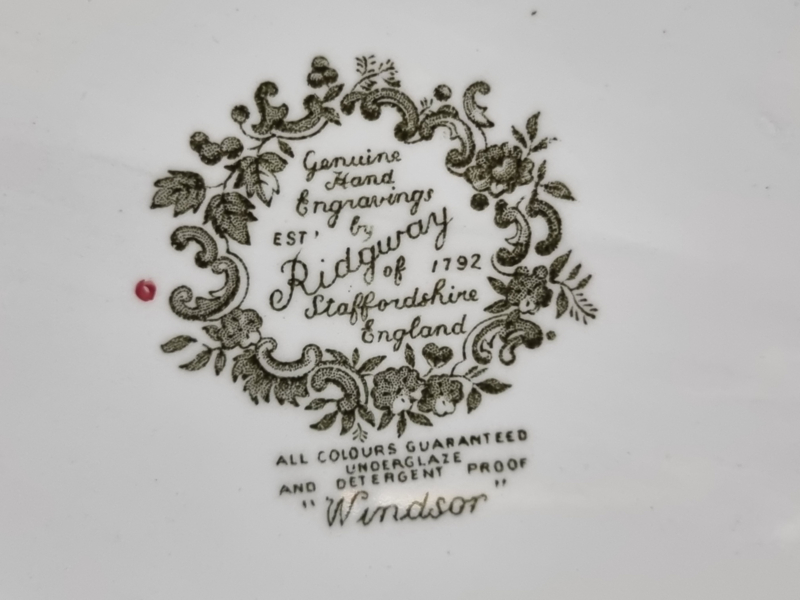 Genuine
Hand
Engravings
by
EST' Ridgway 1792
of
Staffordshire
England
ALL COLOURS GUARANTEED
UNDERGLAZE
AND DETERGENT PROOF
"Windsor"